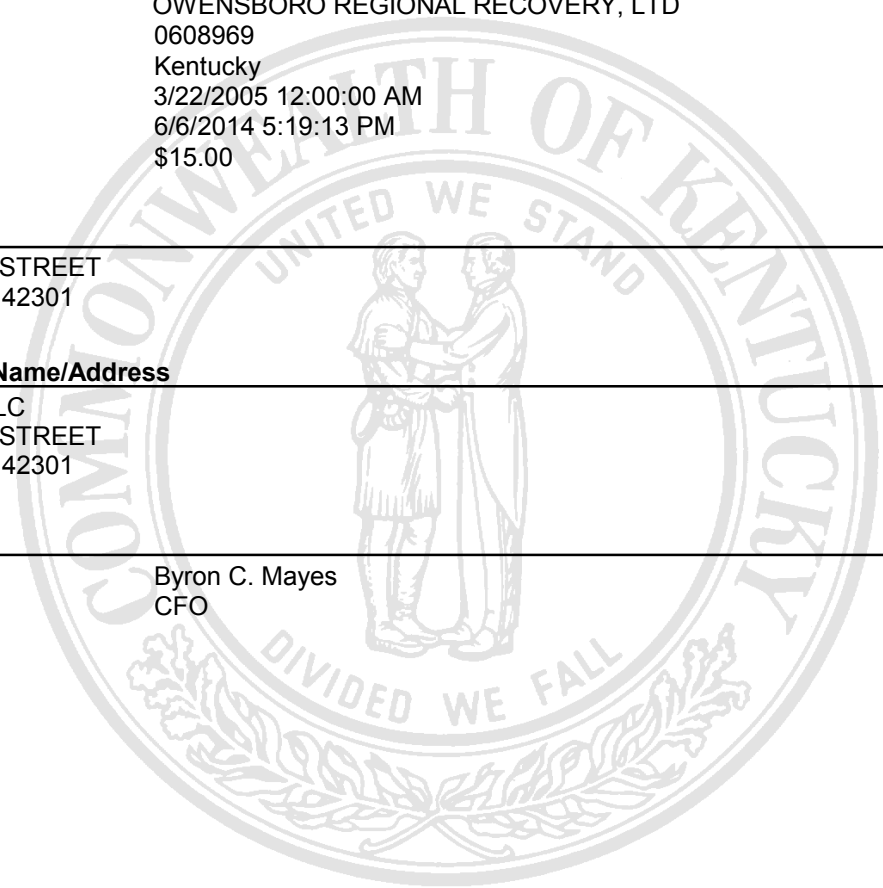 OWENSBORO REGIONAL RECOVERY, LTD
0608969
Kentucky
3/22/2005 12:00:00 AM
6/6/2014 5:19:13 PM
$15.00
COMMONWEALTH OF KENTUCKY
UNITED WE STAND
STREET
42301
Name/Address
LC
STREET
42301
Byron C. Mayes
CFO
DIVIDED WE FALL